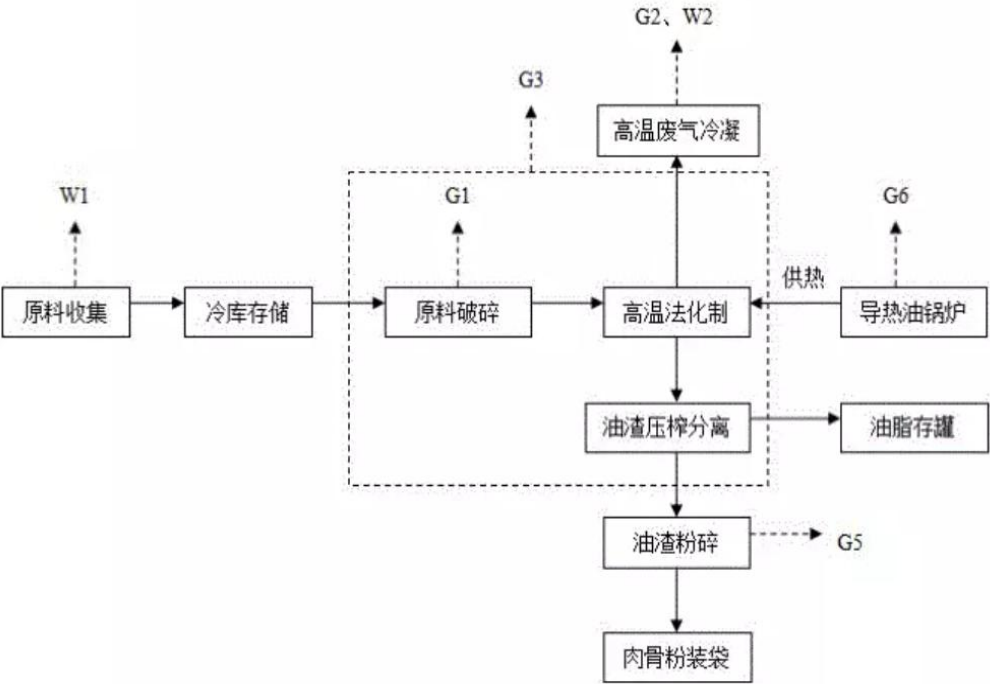 G2、W2
G3
高温废气冷凝
W1
G1
G6
供热
原料收集
冷库存储
原料破碎
高温法化制
导热油锅炉
油渣压榨分离
油脂存罐
油渣粉碎
G5
肉骨粉装袋